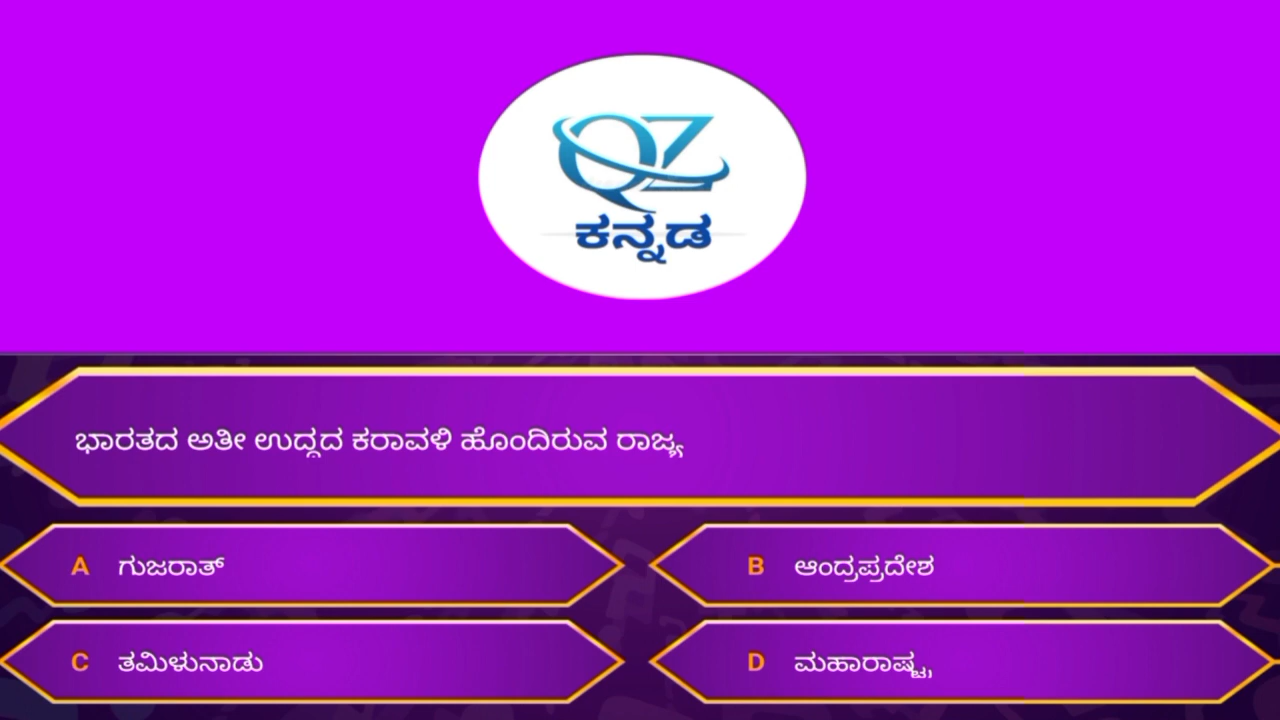 QZ
ಕನ್ನಡ
ಭಾರತದ ಅತೀ ಉದ್ದದ ಕರಾವಳಿ ಹೊಂದಿರುವ ರಾಜ್ಯ
A ಗುಜರಾತ್
B ಆಂದ್ರಪ್ರದೇಶ
C ತಮಿಳುನಾಡು
D ಮಹಾರಾಷ್ಟ್ರ